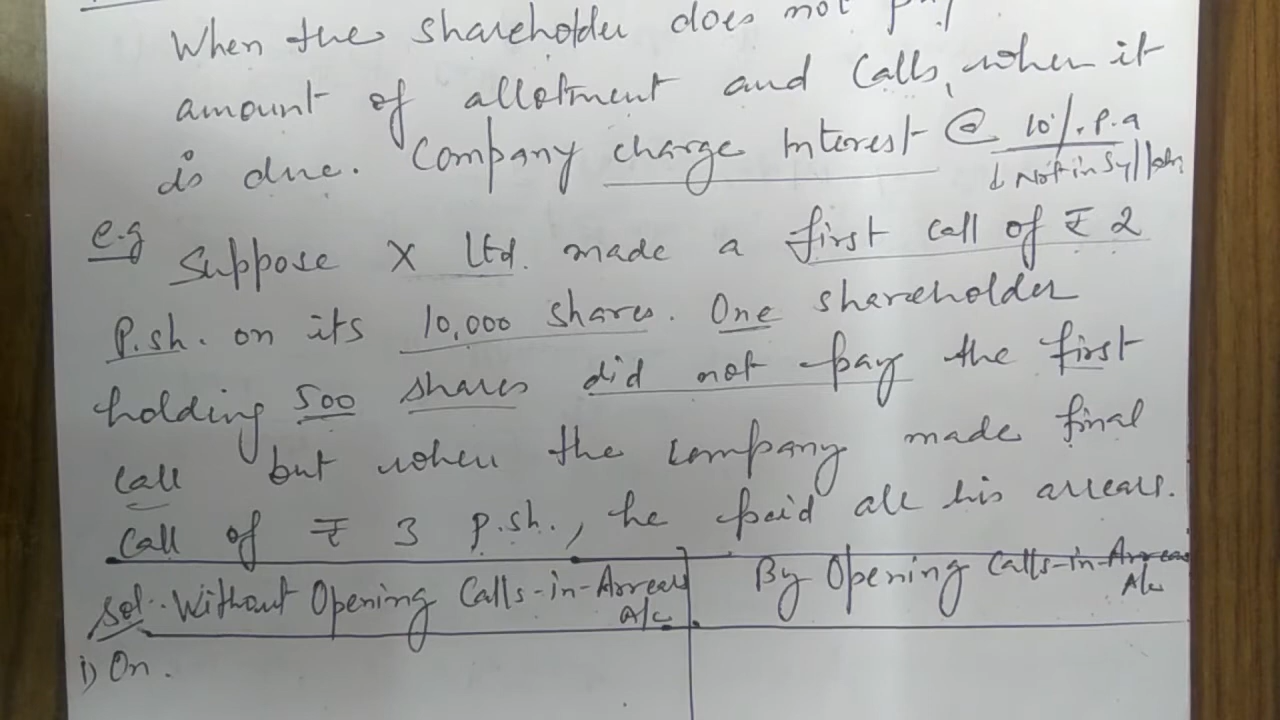 When the shareholder does not
amount of allotment and Calls, when it
is due. Company charge Interest @ 10%.p.a
↓ Not in Syllabus
e.g Suppose X Ltd. made a first call of ₹ 2
P.sh. on its 10,000 shares. One shareholder
holding 500 shares did not pay the first
call but when the company made final
call of ₹ 3 p.sh., he paid all his arrears.
Sol:. Without Opening Calls-in-Arrears A/c
By Opening Calls-in-Arrears A/c
i) On.